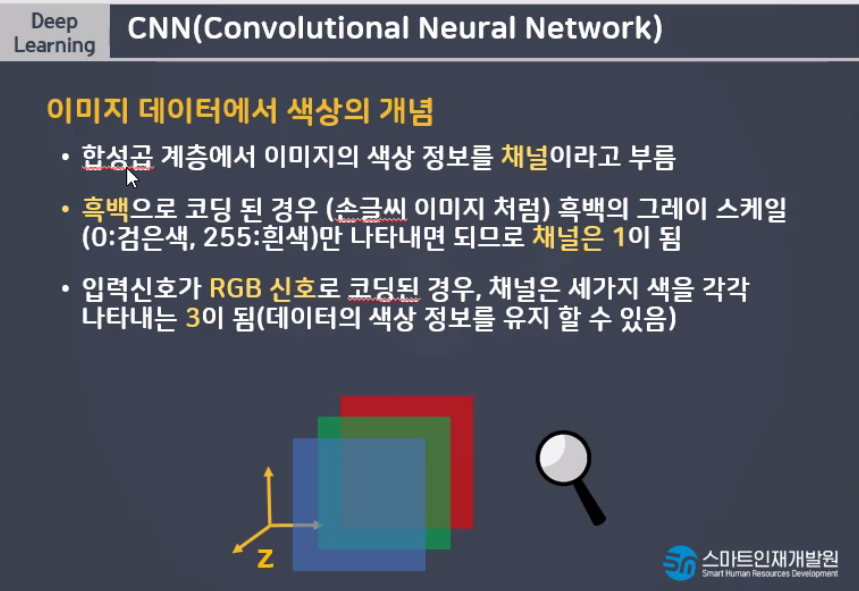 Deep
Learning
CNN(Convolutional Neural Network)
이미지 데이터에서 색상의 개념
• 합성곱 계층에서 이미지의 색상 정보를 채널이라고 부름
• 흑백으로 코딩 된 경우 (손글씨 이미지 처럼) 흑백의 그레이 스케일
(0:검은색, 255:흰색)만 나타내면 되므로 채널은 1이 됨
• 입력신호가 RGB 신호로 코딩된 경우, 채널은 세가지 색을 각각
나타내는 3이 됨(데이터의 색상 정보를 유지 할 수 있음)
Z
스마트인재개발원
Smart Human Resources Development